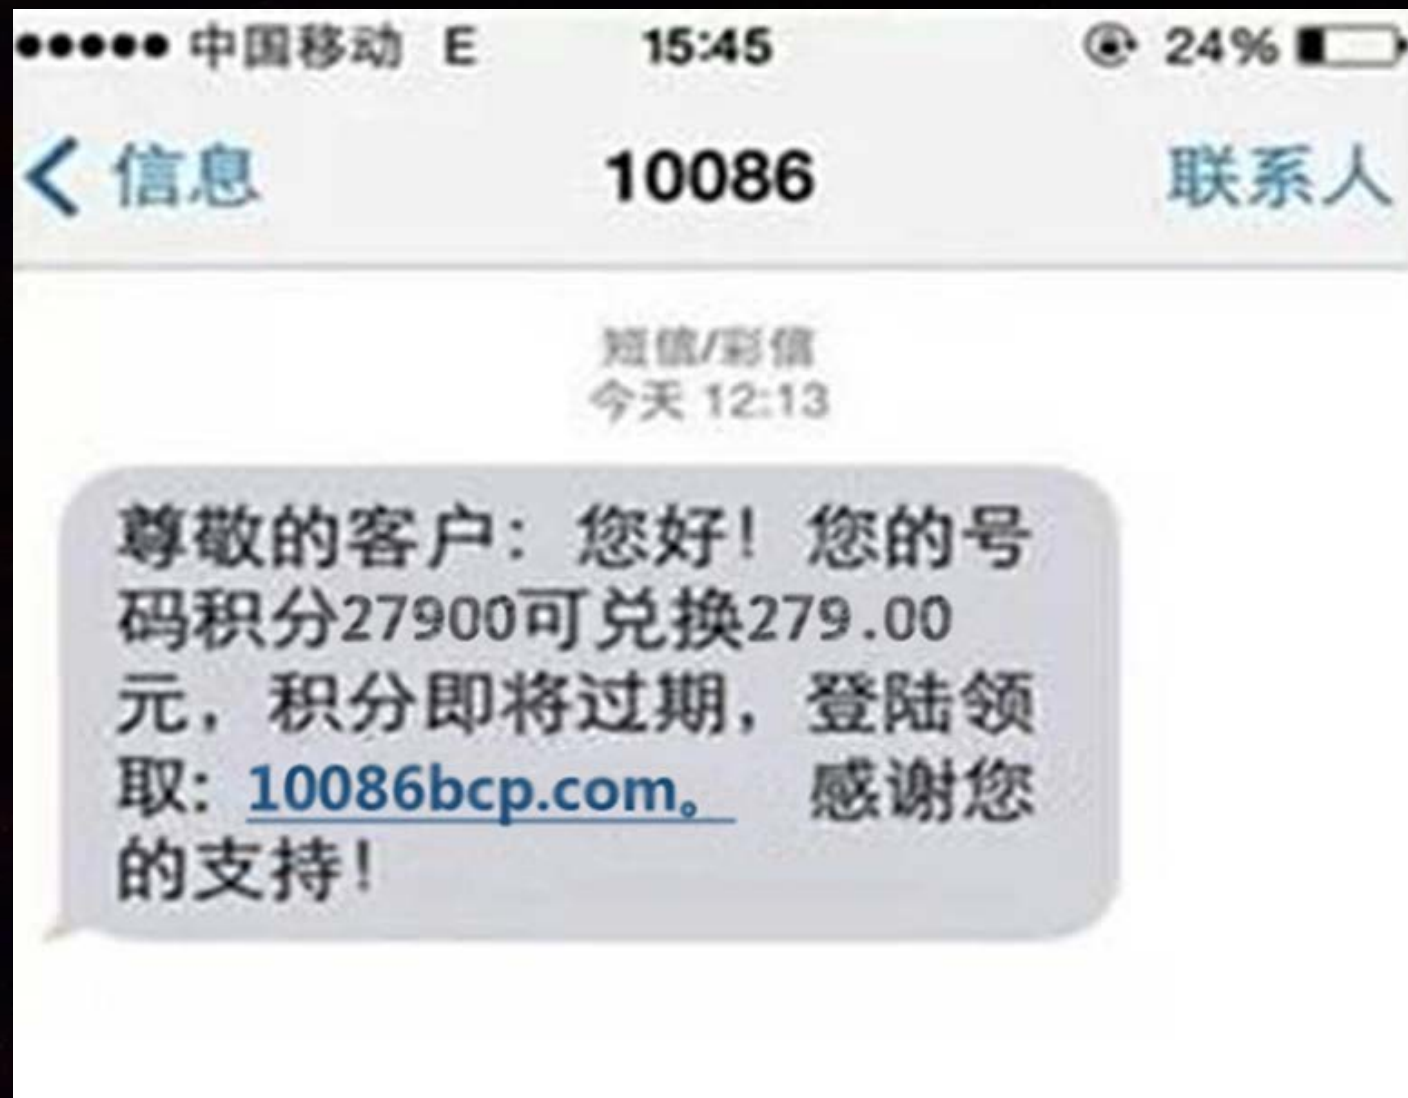 中国移动 E 15:45 24%
信息 10086 联系人
短信/彩信
今天 12:13
尊敬的客户：您好！您的号
码积分27900可兑换279.00
元，积分即将过期，登陆领
取: 10086bcp.com。 感谢您
的支持！